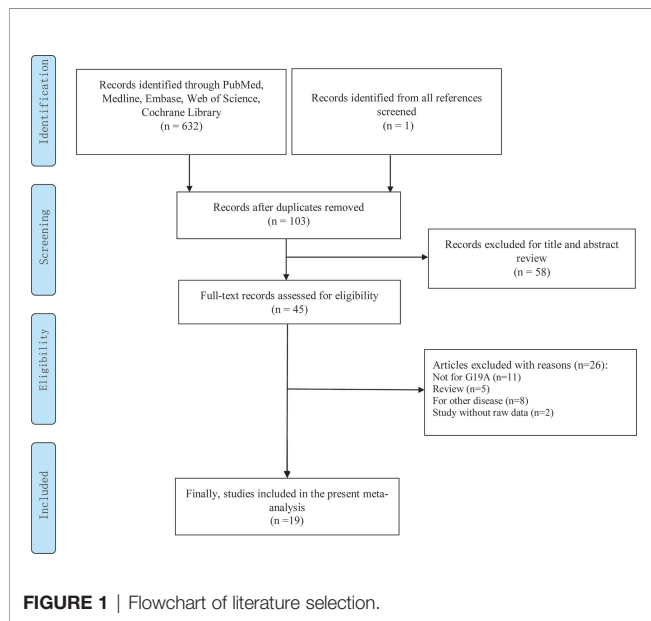 Identification
Records identified through PubMed,
Medline, Embase, Web of Science,
Cochrane Library
(n = 632)
Records identified from all references
screened
(n = 1)
Screening
Records after duplicates removed
(n = 103)
Records excluded for title and abstract
review
(n = 58)
Full-text records assessed for eligibility
(n = 45)
Eligibility
Articles excluded with reasons (n=26):
Not for G19A (n=11)
Review (n=5)
For other disease (n=8)
Study without raw data (n=2)
Included
Finally, studies included in the present meta-
analysis
(n =19)
FIGURE 1 | Flowchart of literature selection.